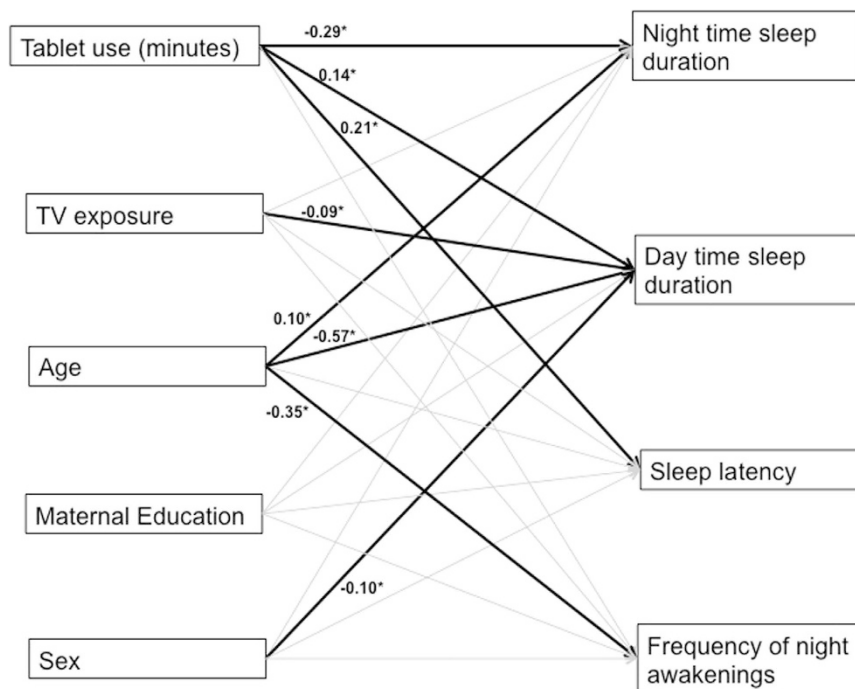 Tablet use (minutes)
-0.29*
Night time sleep
duration
0.14*
0.21*
TV exposure
-0.09*
Day time sleep
duration
0.10*
-0.57*
Age
-0.35*
Sleep latency
Maternal Education
-0.10*
Sex
Frequency of night
awakenings